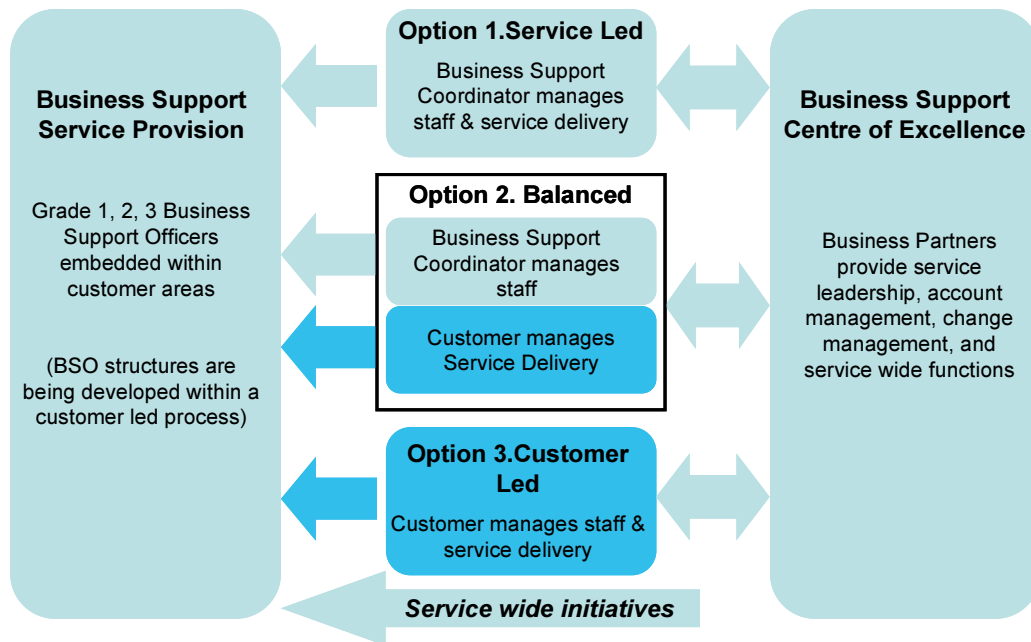 Business Support
Service Provision
Grade 1, 2, 3 Business
Support Officers
embedded within
customer areas
(BSO structures are
being developed within a
customer led process)
Option 1.Service Led
Business Support
Coordinator manages
staff & service delivery
Option 2. Balanced
Business Support
Coordinator manages
staff
Customer manages
Service Delivery
Option 3.Customer
Led
Customer manages staff &
service delivery
Service wide initiatives
Business Support
Centre of Excellence
Business Partners
provide service
leadership, account
management, change
management, and
service wide functions